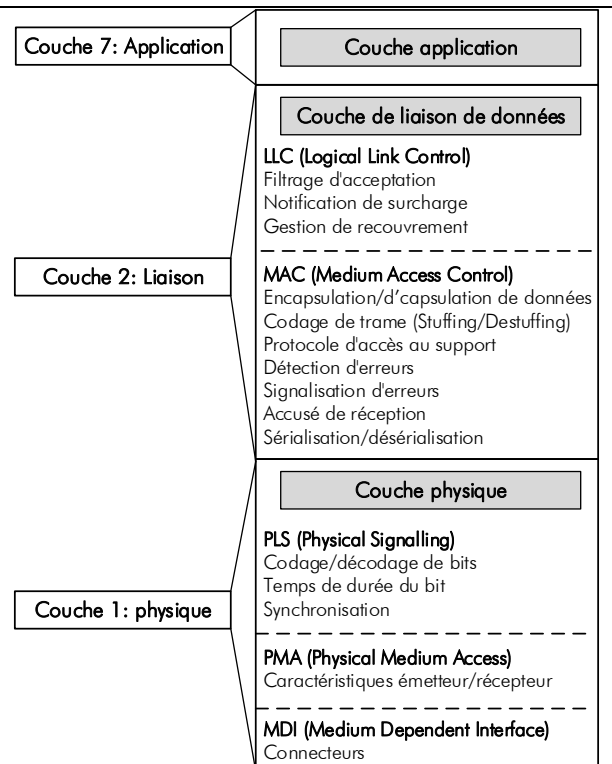 Couche 7: Application
Couche application
Couche de liaison de données
LLC (Logical Link Control)
Filtrage d'acceptation
Notification de surcharge
Gestion de recouvrement
Couche 2: Liaison
MAC (Medium Access Control)
Encapsulation/d’capsulation de données
Codage de trame (Stuffing/Destuffing)
Protocole d'accès au support
Détection d'erreurs
Signalisation d'erreurs
Accusé de réception
Sérialisation/désérialisation
Couche physique
PLS (Physical Signalling)
Codage/décodage de bits
Temps de durée du bit
Synchronisation
Couche 1: physique
PMA (Physical Medium Access)
Caractéristiques émetteur/récepteur
MDI (Medium Dependent Interface)
Connecteurs